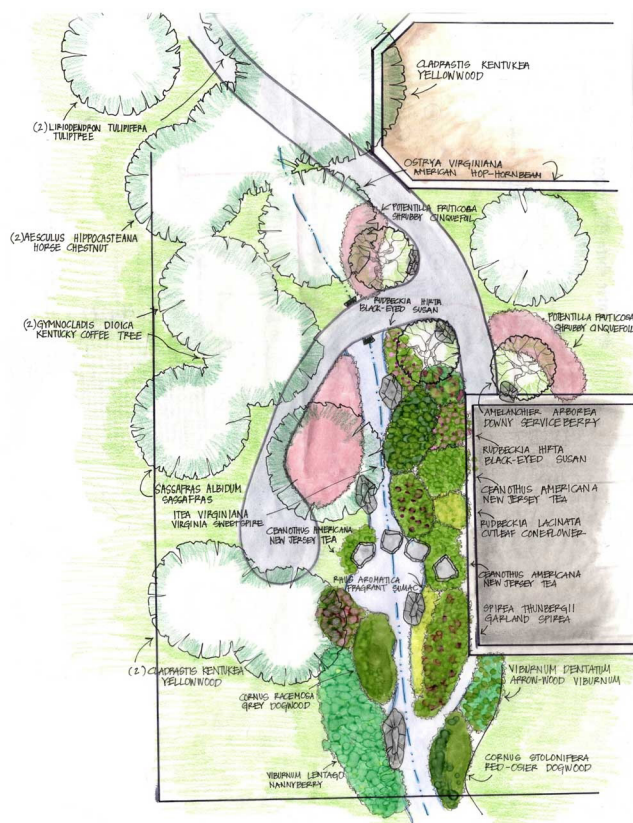 CLADRASTIS KENTUKEA
YELLOWWOOD
(2) LIRIODENDRON TULIPIFERA
TULIPTREE
OSTRYA VIRGINIANA
AMERICAN HOP-HORNBEAM
POTENTILLA FRUTICOSA
SHRUBBY CINQUEFOIL
(2) AESCULUS HIPPOCASTEANA
HORSE CHESTNUT
RUDBECKIA HIRTA
BLACK-EYED SUSAN
POTENTILLA FRUTICOSA
SHRUBBY CINQUEFOIL
(2) GYMNOCLADIS DIOICA
KENTUCKY COFFEE TREE
AMELANCHIER ARBOREA
DOWNY SERVICEBERRY
RUDBECKIA HIRTA
BLACK-EYED SUSAN
SASSAFRAS ALBIDUM
SASSAFRAS
CEANOTHUS AMERICANA
NEW JERSEY TEA
ITEA VIRGINIANA
VIRGINIA SWEETSPIRE
RUDBECKIA LACINATA
CUTLEAF CONEFLOWER
CEANOTHUS AMERICANA
NEW JERSEY TEA
CEANOTHUS AMERICANA
NEW JERSEY TEA
RHUS AROMATICA
FRAGRANT SUMAC
SPIREA THUNBERGII
GARLAND SPIREA
(2) CLADRASTIS KENTUKEA
YELLOWWOOD
VIBURNUM DENTATUM
ARROW-WOOD VIBURNUM
CORNUS RACEMOSA
GREY DOGWOOD
CORNUS STOLONIFERA
RED-OSIER DOGWOOD
VIBURNUM LENTAGO
NANNYBERRY